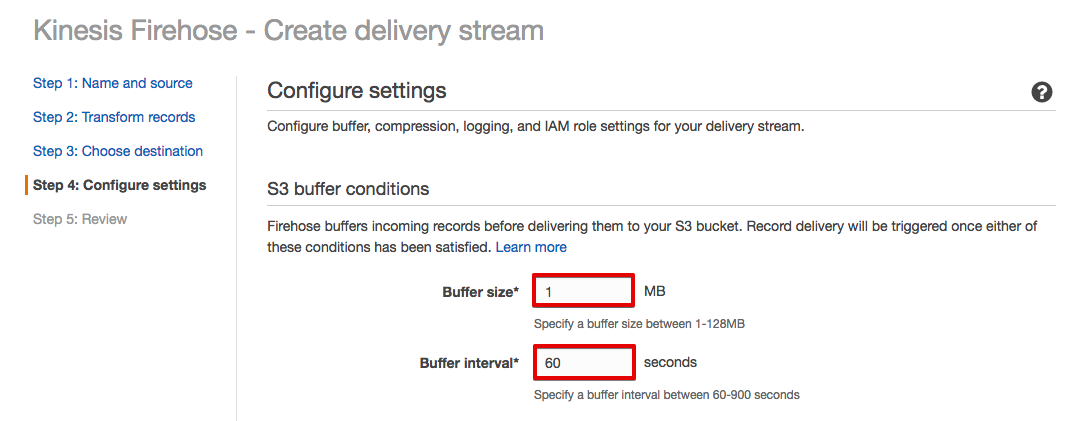 Kinesis Firehose - Create delivery stream
Step 1: Name and source
Step 2: Transform records
Step 3: Choose destination
Step 4: Configure settings
Step 5: Review
Configure settings
?
Configure buffer, compression, logging, and IAM role settings for your delivery stream.
S3 buffer conditions
Firehose buffers incoming records before delivering them to your S3 bucket. Record delivery will be triggered once either of
these conditions has been satisfied. Learn more
Buffer size* 1 MB
Specify a buffer size between 1-128MB
Buffer interval* 60 seconds
Specify a buffer interval between 60-900 seconds